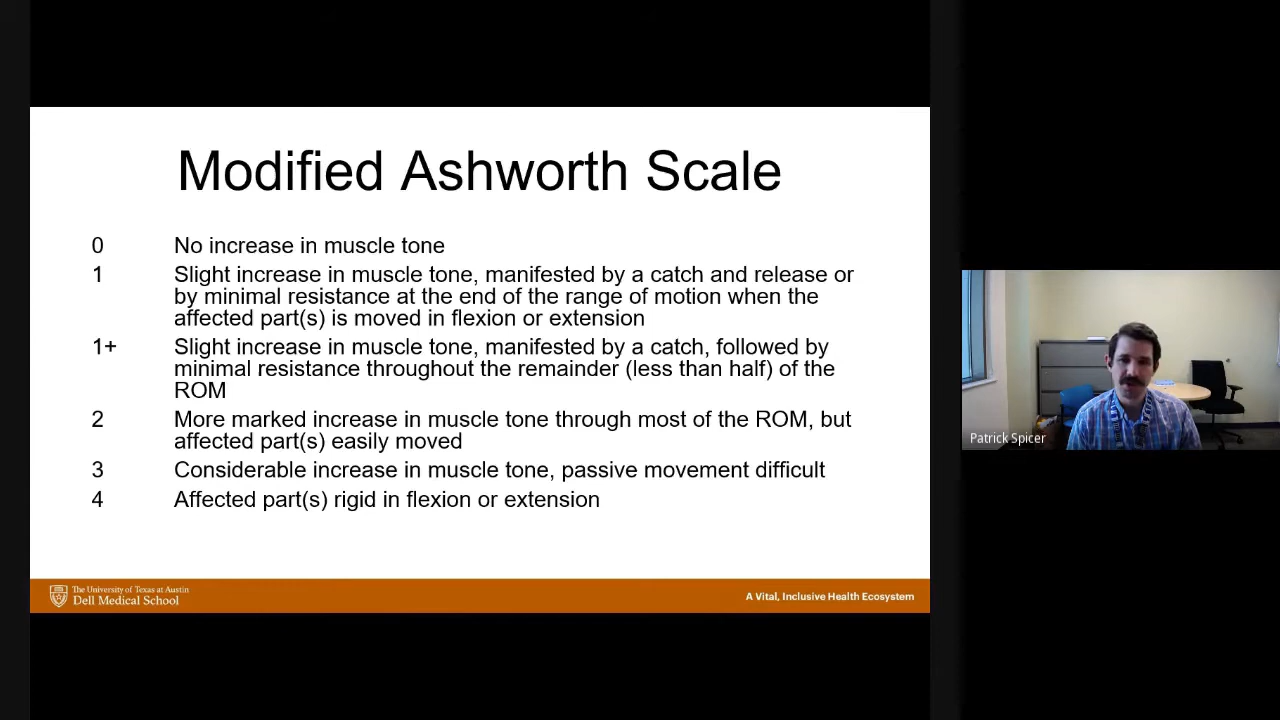 Modified Ashworth Scale
0 No increase in muscle tone
1 Slight increase in muscle tone, manifested by a catch and release or
by minimal resistance at the end of the range of motion when the
affected part(s) is moved in flexion or extension
1+ Slight increase in muscle tone, manifested by a catch, followed by
minimal resistance throughout the remainder (less than half) of the
ROM
2 More marked increase in muscle tone through most of the ROM, but
affected part(s) easily moved
3 Considerable increase in muscle tone, passive movement difficult
4 Affected part(s) rigid in flexion or extension
The University of Texas at Austin
Dell Medical School
A Vital, Inclusive Health Ecosystem
Patrick Spicer